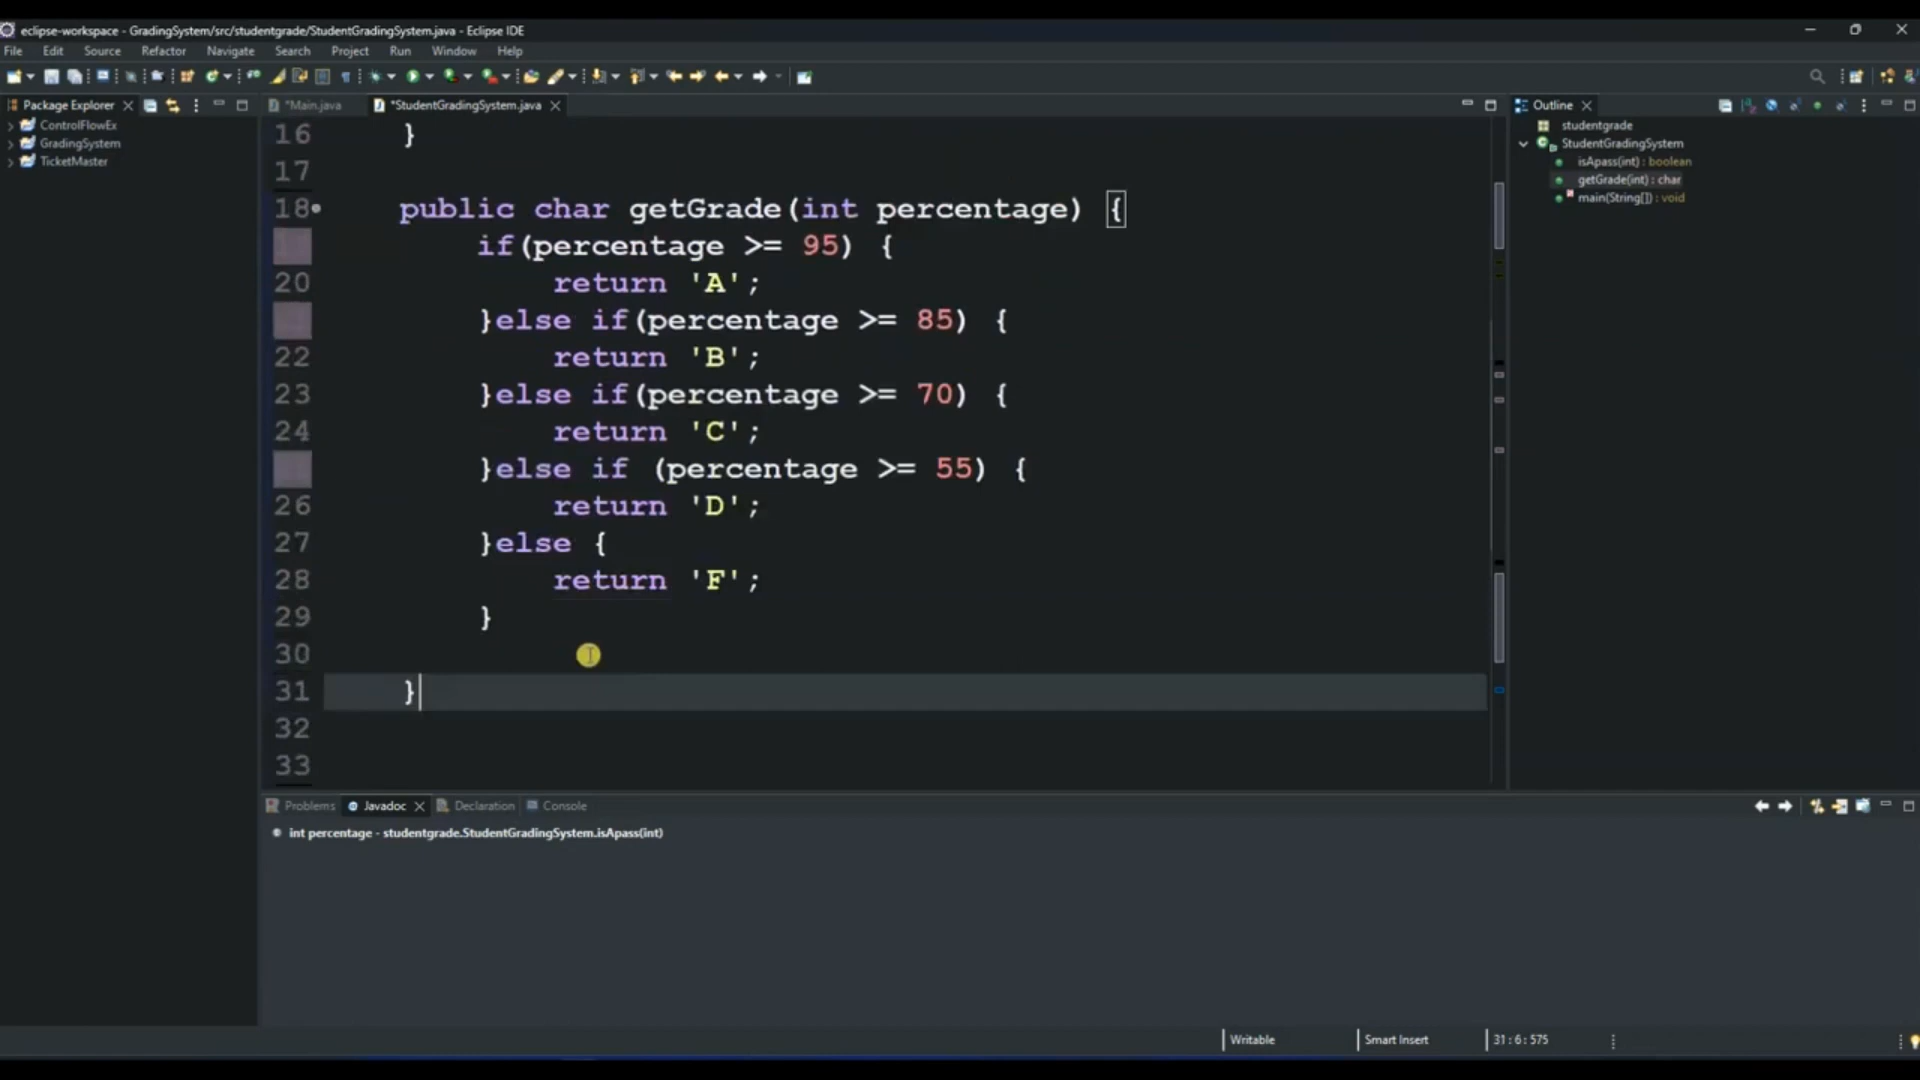 eclipse-workspace - GradingSystem/src/studentgrade/StudentGradingSystem.java - Eclipse IDE
File Edit Source Refactor Navigate Search Project Run Window Help
Package Explorer
ControlFlowEx
GradingSystem
TicketMaster
*Main.java *StudentGradingSystem.java
16 }
17
18 public char getGrade(int percentage) {
if(percentage >= 95) {
20 return 'A';
}else if(percentage >= 85) {
22 return 'B';
23 }else if(percentage >= 70) {
24 return 'C';
}else if (percentage >= 55) {
26 return 'D';
27 }else {
28 return 'F';
29 }
30
31 }
32
33
Outline
studentgrade
StudentGradingSystem
isApass(int) : boolean
getGrade(int) : char
main(String[]) : void
Problems Javadoc Declaration Console
int percentage - studentgrade.StudentGradingSystem.isApass(int)
Writable Smart Insert 31 : 6 : 575